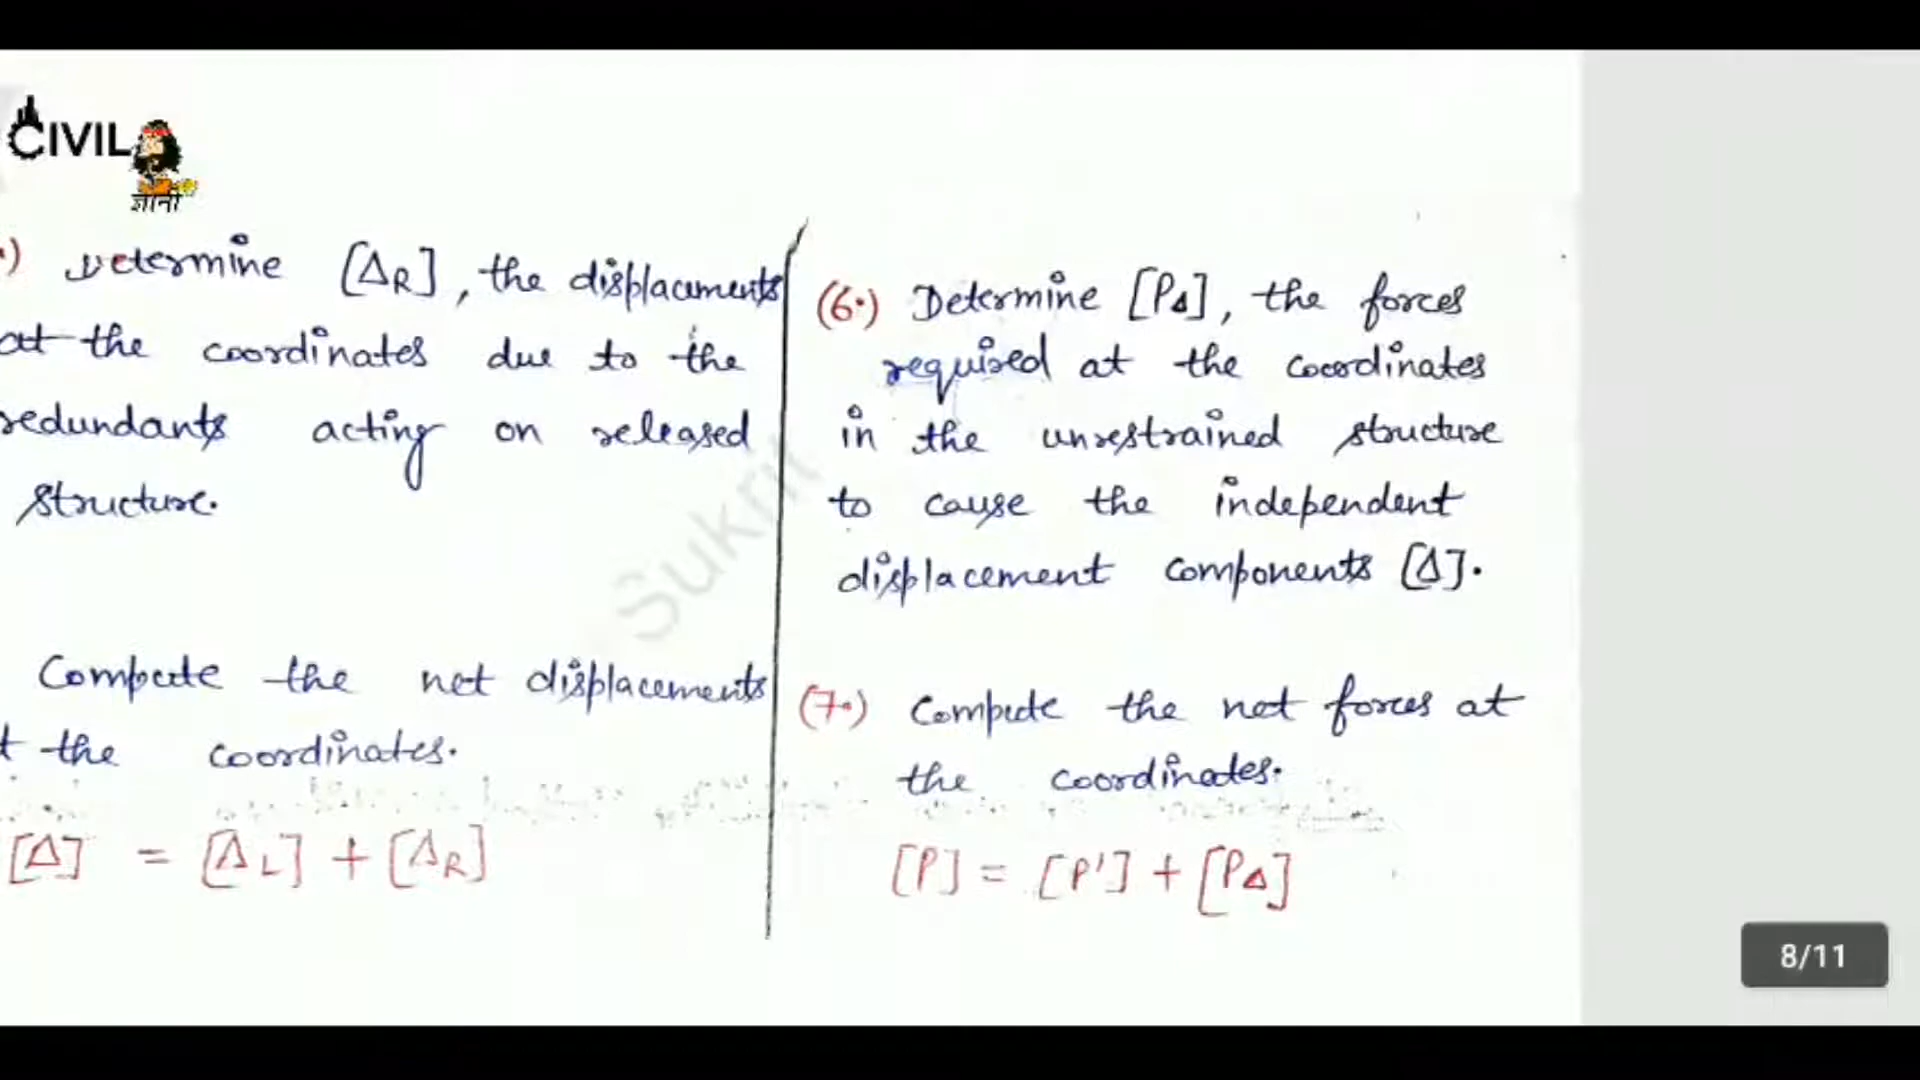 CIVIL
ज्ञानी
Determine [ΔR], the displacements
at the coordinates due to the
redundants acting on released
structure.
Compute the net displacements
the coordinates.
[Δ] = [ΔL] + [ΔR]
(6.) Determine [PΔ], the forces
required at the coordinates
in the unrestrained structure
to cause the independent
displacement components [Δ].
(7.) Compute the net forces at
the coordinates.
[P] = [P'] + [PΔ]
Sukrit
8/11